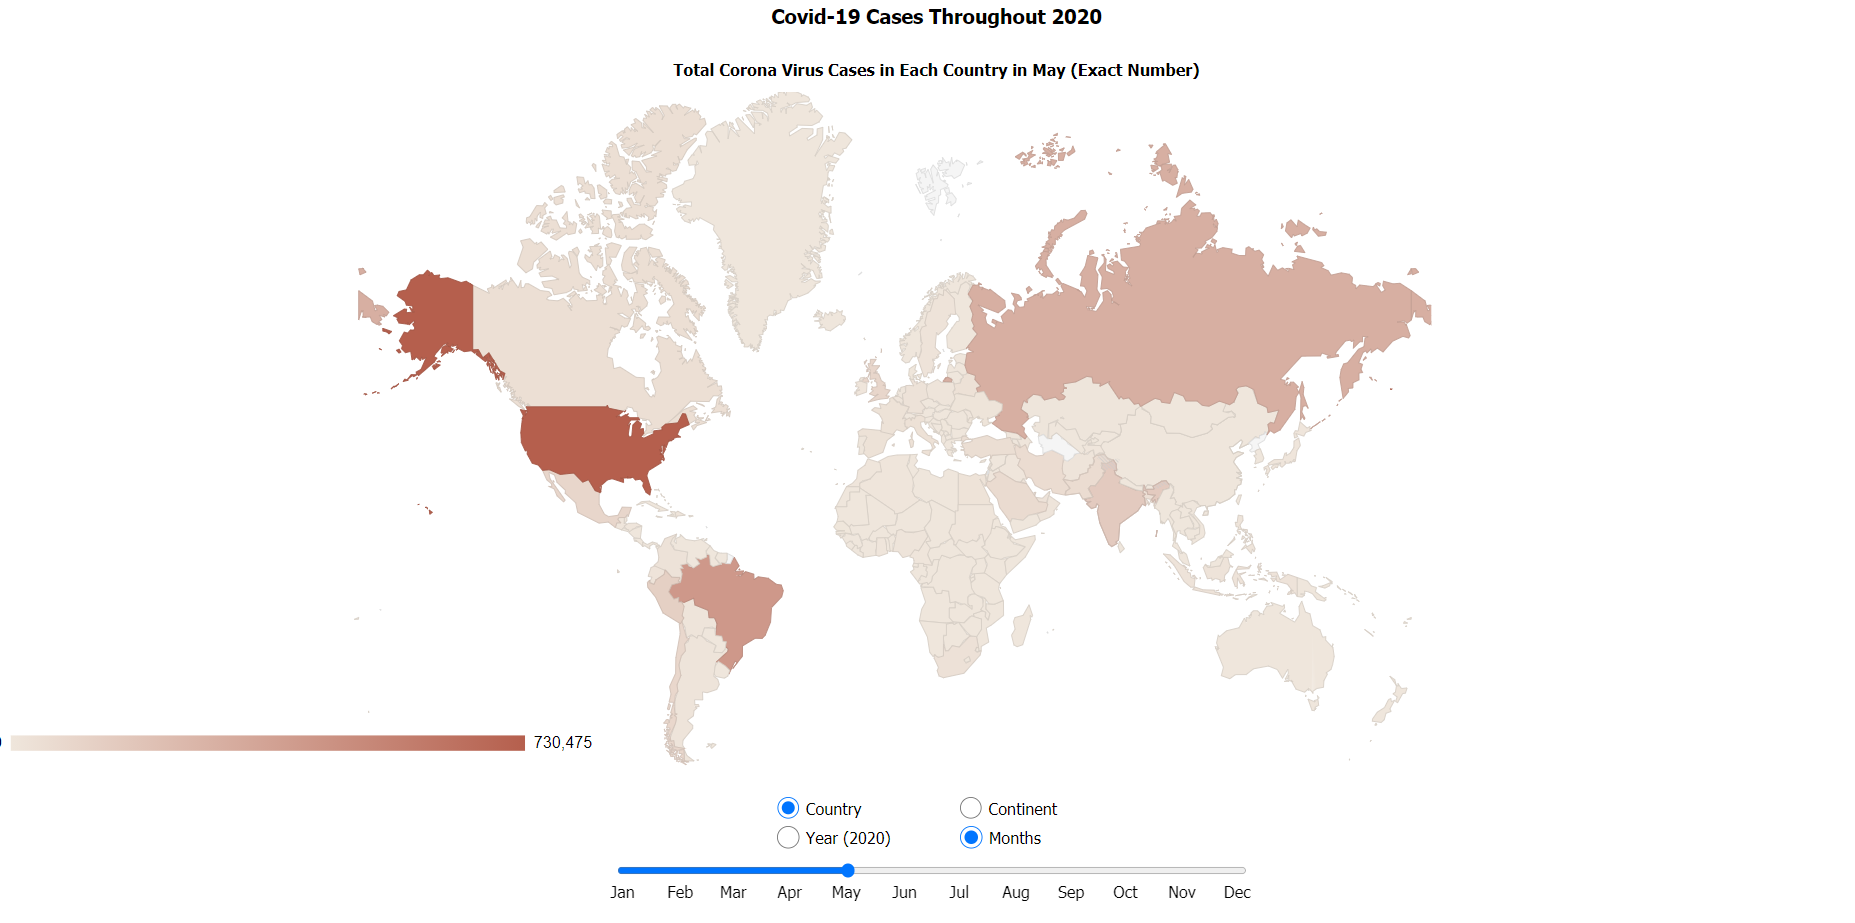 Covid-19 Cases Throughout 2020
Total Corona Virus Cases in Each Country in May (Exact Number)
730,475
Country Continent
Year (2020) Months
Jan Feb Mar Apr May Jun Jul Aug Sep Oct Nov Dec